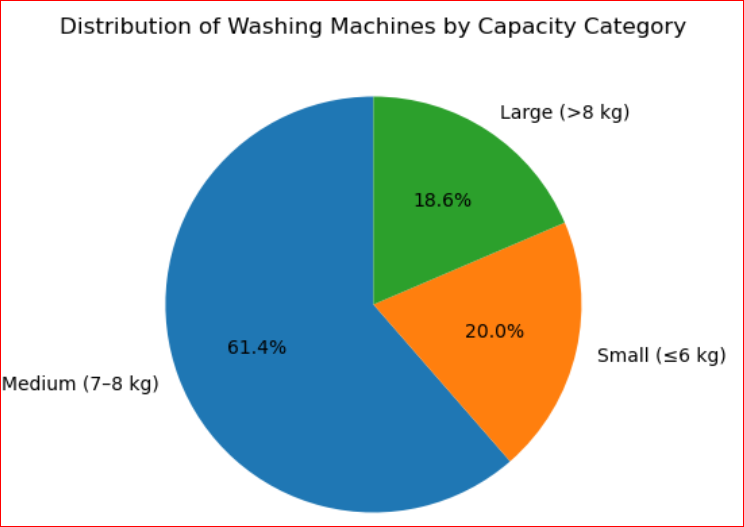 Distribution of Washing Machines by Capacity Category
Large (>8 kg)
18.6%
20.0%
61.4%
Small (≤6 kg)
Medium (7–8 kg)